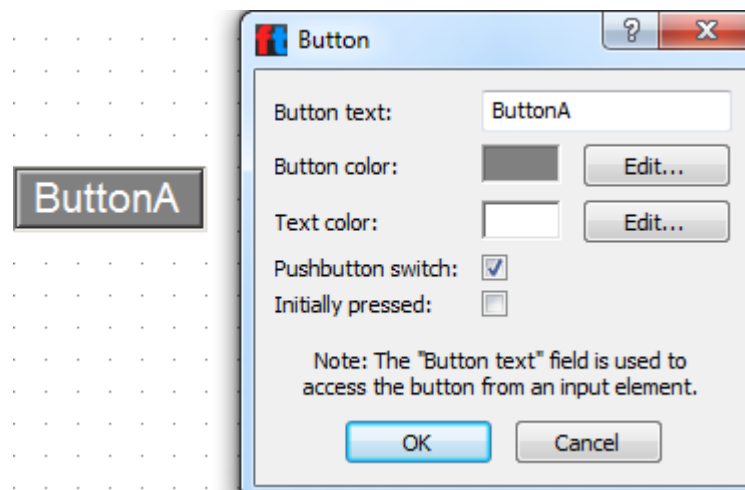 Button
Button text: ButtonA
Button color: Edit...
ButtonA
Text color: Edit...
Pushbutton switch:
Initially pressed:
Note: The "Button text" field is used to
access the button from an input element.
OK Cancel